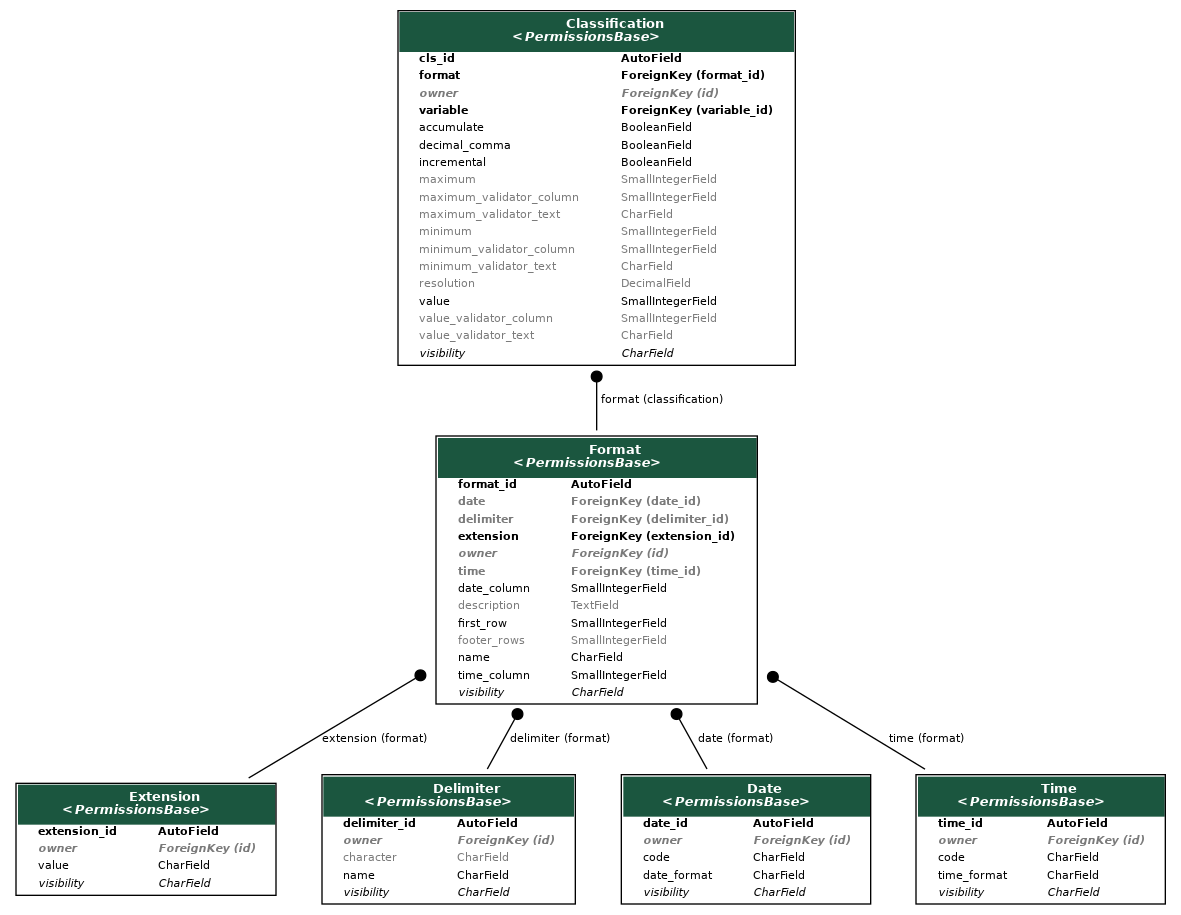 Classification
<PermissionsBase>
cls_id AutoField
format ForeignKey (format_id)
owner ForeignKey (id)
variable ForeignKey (variable_id)
accumulate BooleanField
decimal_comma BooleanField
incremental BooleanField
maximum SmallIntegerField
maximum_validator_column SmallIntegerField
maximum_validator_text CharField
minimum SmallIntegerField
minimum_validator_column SmallIntegerField
minimum_validator_text CharField
resolution DecimalField
value SmallIntegerField
value_validator_column SmallIntegerField
value_validator_text CharField
visibility CharField
format (classification)
Format
<PermissionsBase>
format_id AutoField
date ForeignKey (date_id)
delimiter ForeignKey (delimiter_id)
extension ForeignKey (extension_id)
owner ForeignKey (id)
time ForeignKey (time_id)
date_column SmallIntegerField
description TextField
first_row SmallIntegerField
footer_rows SmallIntegerField
name CharField
time_column SmallIntegerField
visibility CharField
extension (format)
delimiter (format)
date (format)
time (format)
Extension
<PermissionsBase>
extension_id AutoField
owner ForeignKey (id)
value CharField
visibility CharField
Delimiter
<PermissionsBase>
delimiter_id AutoField
owner ForeignKey (id)
character CharField
name CharField
visibility CharField
Date
<PermissionsBase>
date_id AutoField
owner ForeignKey (id)
code CharField
date_format CharField
visibility CharField
Time
<PermissionsBase>
time_id AutoField
owner ForeignKey (id)
code CharField
time_format CharField
visibility CharField